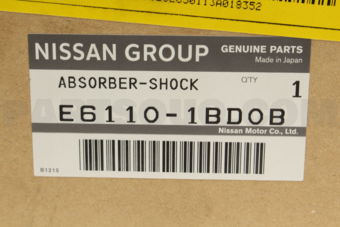 NISSAN GROUP GENUINE PARTS
Made in Japan
ABSORBER-SHOCK Q'TY 1
E6110-1BD0B
Nissan Motor Co., Ltd.
B1215